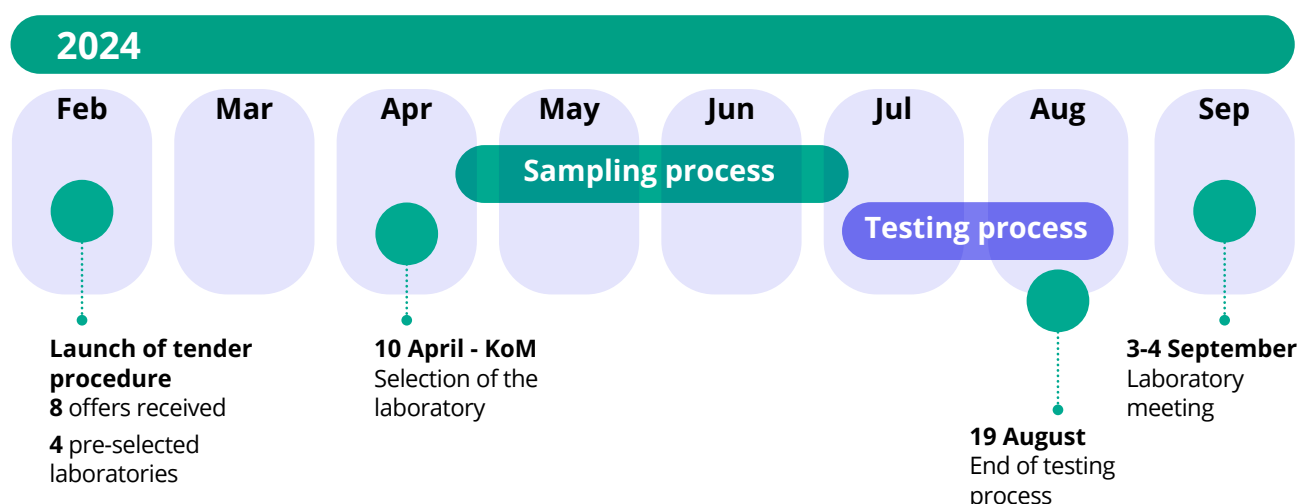 2024
Feb
Mar
Apr
May
Jun
Jul
Aug
Sep
Sampling process
Testing process
Launch of tender
procedure
8 offers received
4 pre-selected
laboratories
10 April - KoM
Selection of the
laboratory
19 August
End of testing
process
3-4 September
Laboratory
meeting